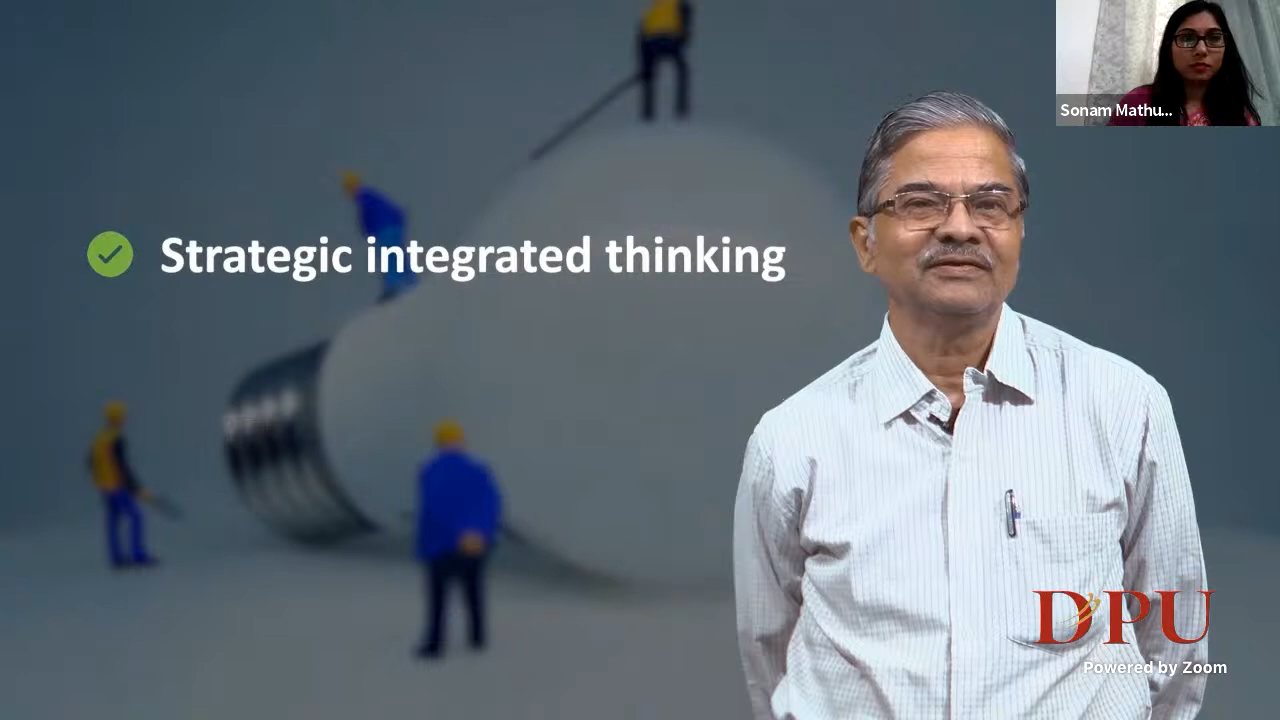 Sonam Mathu...
Strategic integrated thinking
DPU
Powered by Zoom